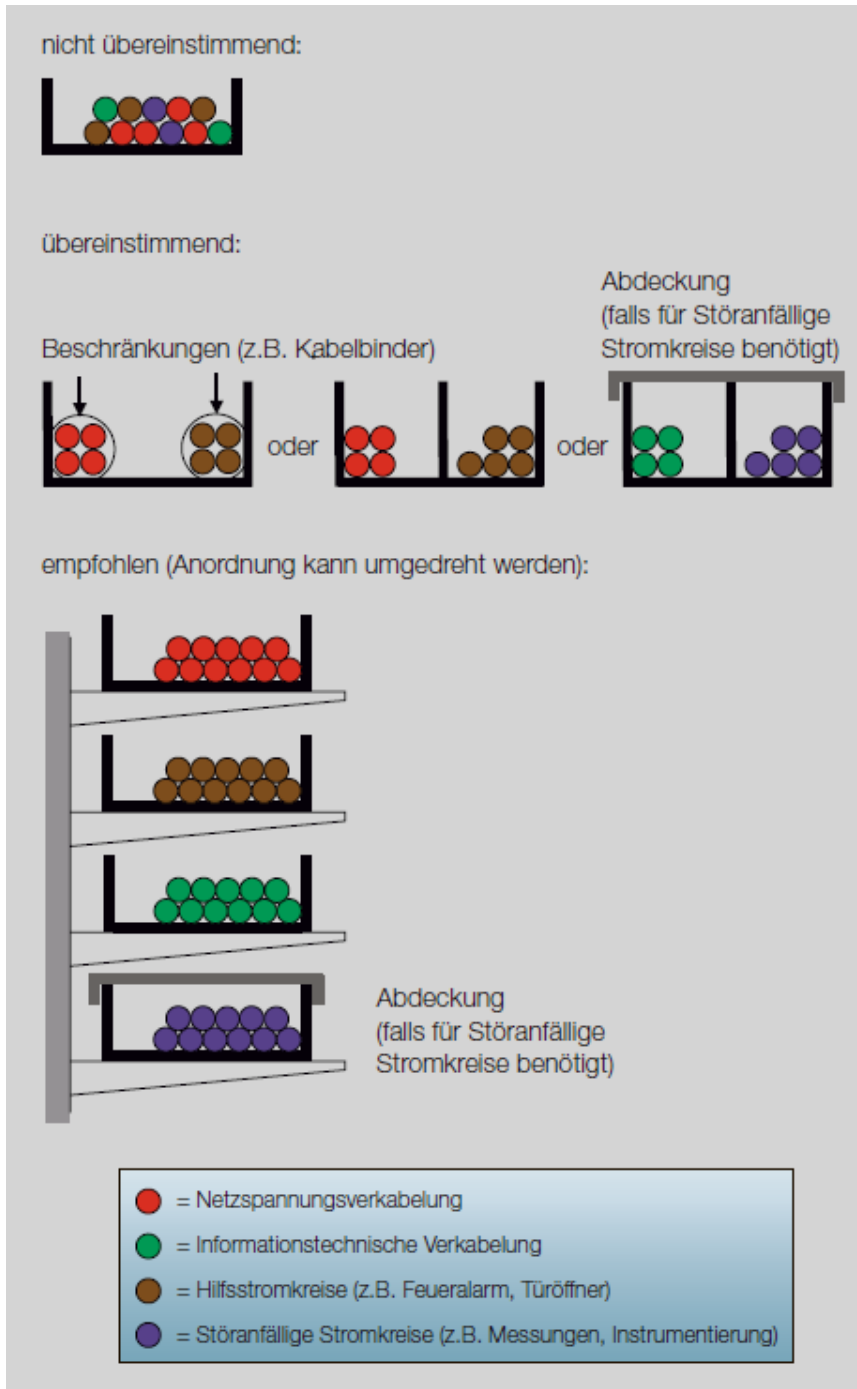 nicht übereinstimmend:
übereinstimmend:
Abdeckung
(falls für Störanfällige
Stromkreise benötigt)
Beschränkungen (z.B. Kabelbinder)
oder
oder
empfohlen (Anordnung kann umgedreht werden):
Abdeckung
(falls für Störanfällige
Stromkreise benötigt)
= Netzspannungsverkabelung
= Informationstechnische Verkabelung
= Hilfsstromkreise (z.B. Feueralarm, Türöffner)
= Störanfällige Stromkreise (z.B. Messungen, Instrumentierung)